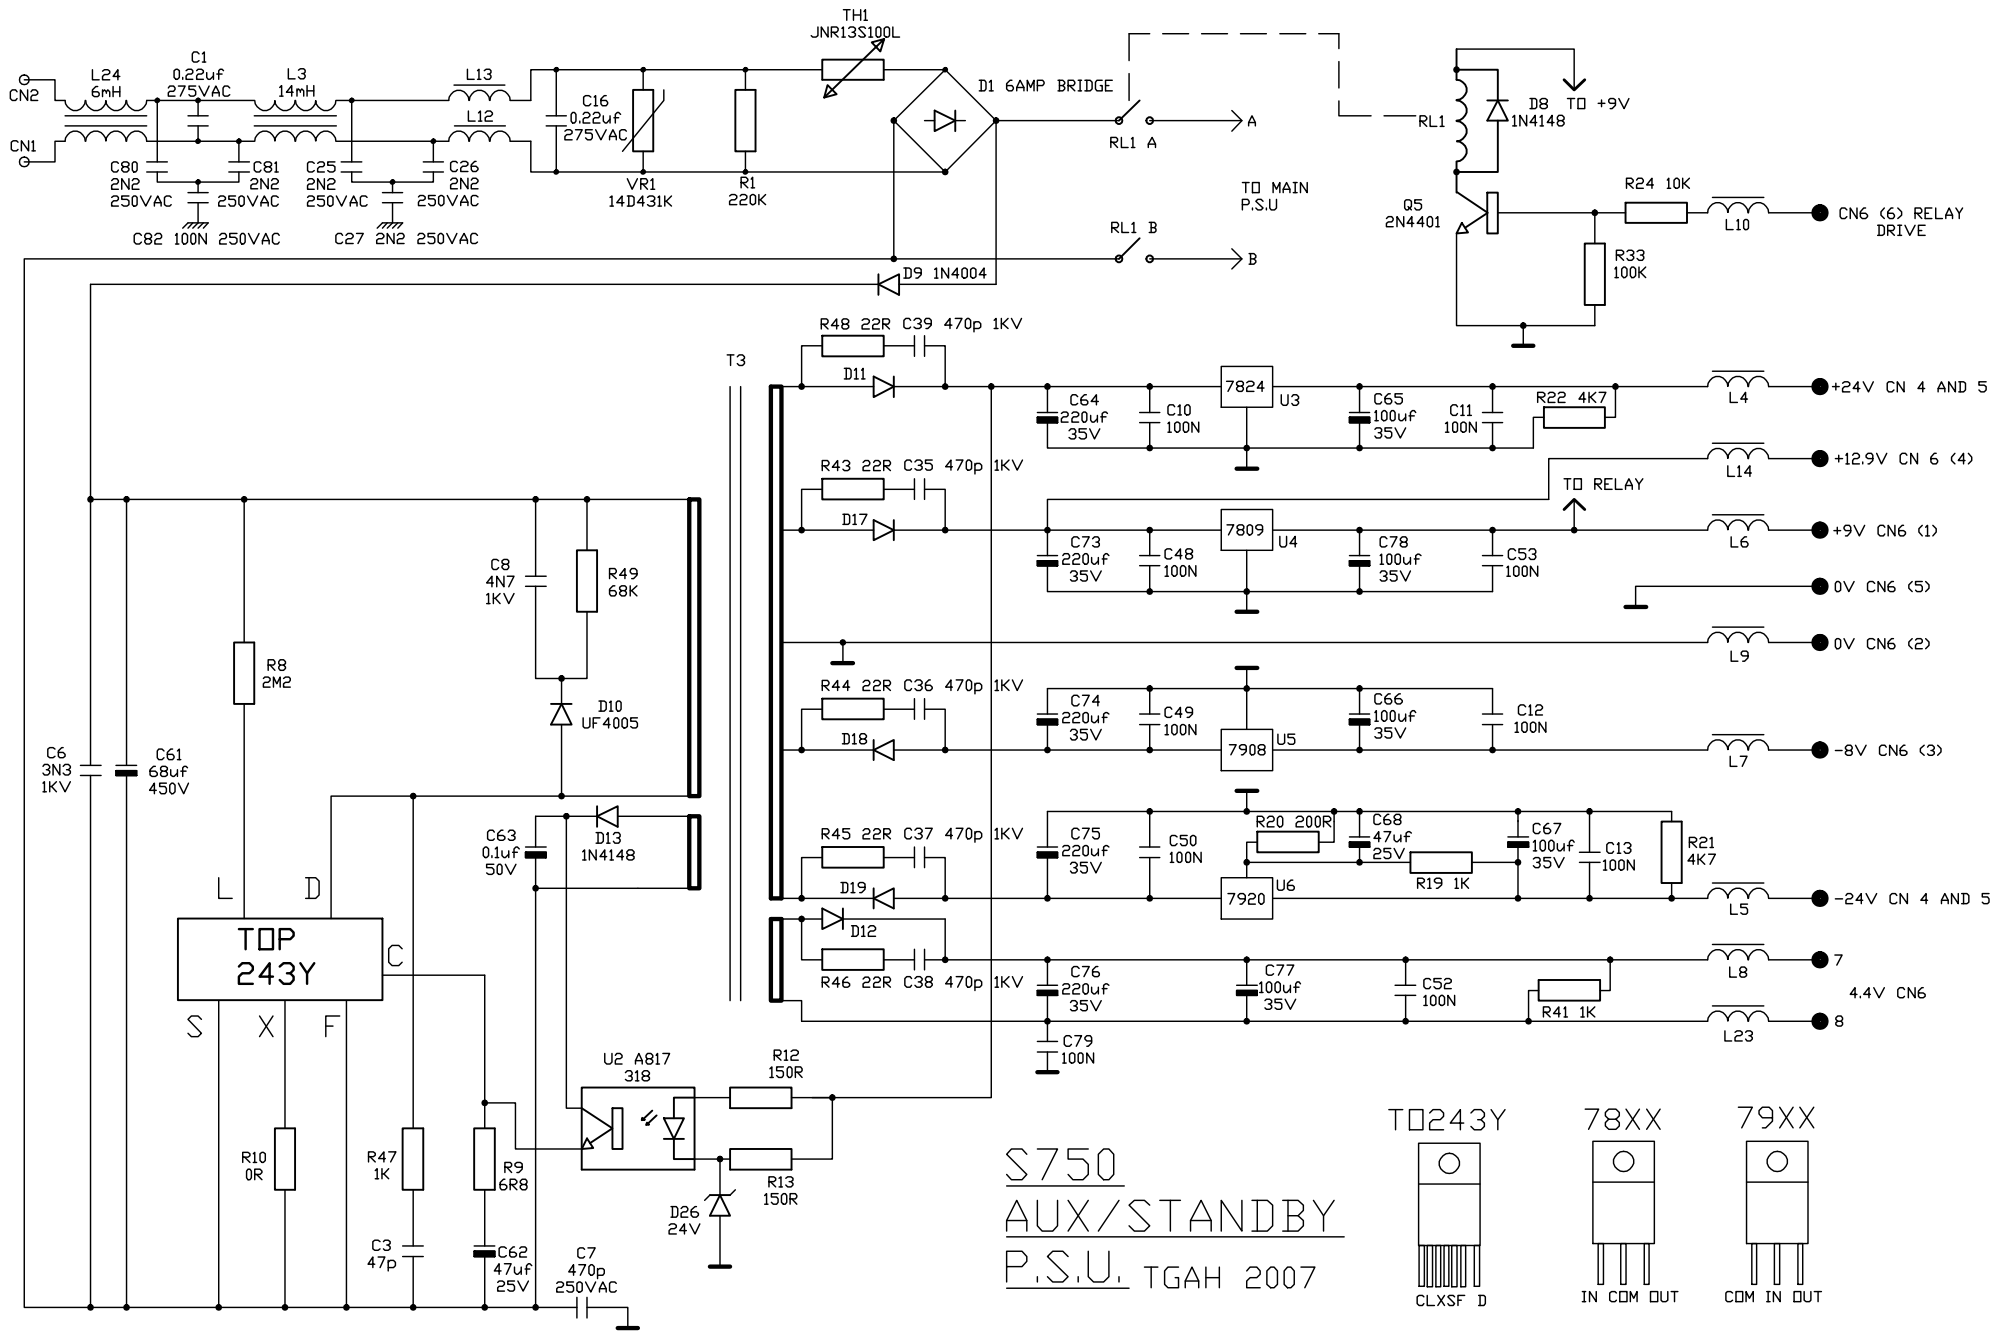 TH1
JNR13S100L
C1
0.22uf
275VAC
L24
6mH
L3
14mH
L13
CN2
C16
0.22uf
275VAC
D1 6AMP BRIDGE
D8 TO +9V
1N4148
RL1
L12
CN1
A
RL1 A
C80
2N2
250VAC
C81
2N2
250VAC
C25
2N2
250VAC
C26
2N2
250VAC
VR1
14D431K
R1
220K
TO MAIN
P.S.U
R24 10K
Q5
2N4401
L10
CN6 (6) RELAY
DRIVE
C82 100N 250VAC
C27 2N2 250VAC
RL1 B
B
R33
100K
D9 1N4004
R48 22R C39 470p 1KV
T3
D11
7824
U3
C64
220uf
35V
C10
100N
C65
100uf
35V
C11
100N
R22 4K7
L4
+24V CN 4 AND 5
R43 22R C35 470p 1KV
L14
+12.9V CN 6 (4)
TO RELAY
D17
7809
U4
L6
+9V CN6 (1)
C73
220uf
35V
C48
100N
C78
100uf
35V
C53
100N
C8
4N7
1KV
R49
68K
0V CN6 (5)
0V CN6 (2)
L9
R8
2M2
R44 22R C36 470p 1KV
D10
UF4005
C74
220uf
35V
C49
100N
C66
100uf
35V
C12
100N
D18
7908
U5
L7
-8V CN6 (3)
C6
3N3
1KV
C61
68uf
450V
C63
0.1uf
50V
D13
1N4148
R45 22R C37 470p 1KV
C75
220uf
35V
C50
100N
R20 200R
C68
47uf
25V
C67
100uf
35V
C13
100N
R21
4K7
R19 1K
D19
7920
U6
L5
-24V CN 4 AND 5
L
D
D12
TOP
243Y
C
R46 22R C38 470p 1KV
C76
220uf
35V
C77
100uf
35V
C52
100N
R41 1K
L8
7
4.4V CN6
L23
8
S
X
F
C79
100N
U2 A817
318
R12
150R
R13
150R
R10
0R
R47
1K
R9
6R8
D26
24V
C3
47p
C62
47uf
25V
C7
470p
250VAC
S750
AUX/STANDBY
P.S.U. TGAH 2007
TO243Y
78XX
79XX
CLXSF D
IN COM OUT
COM IN OUT